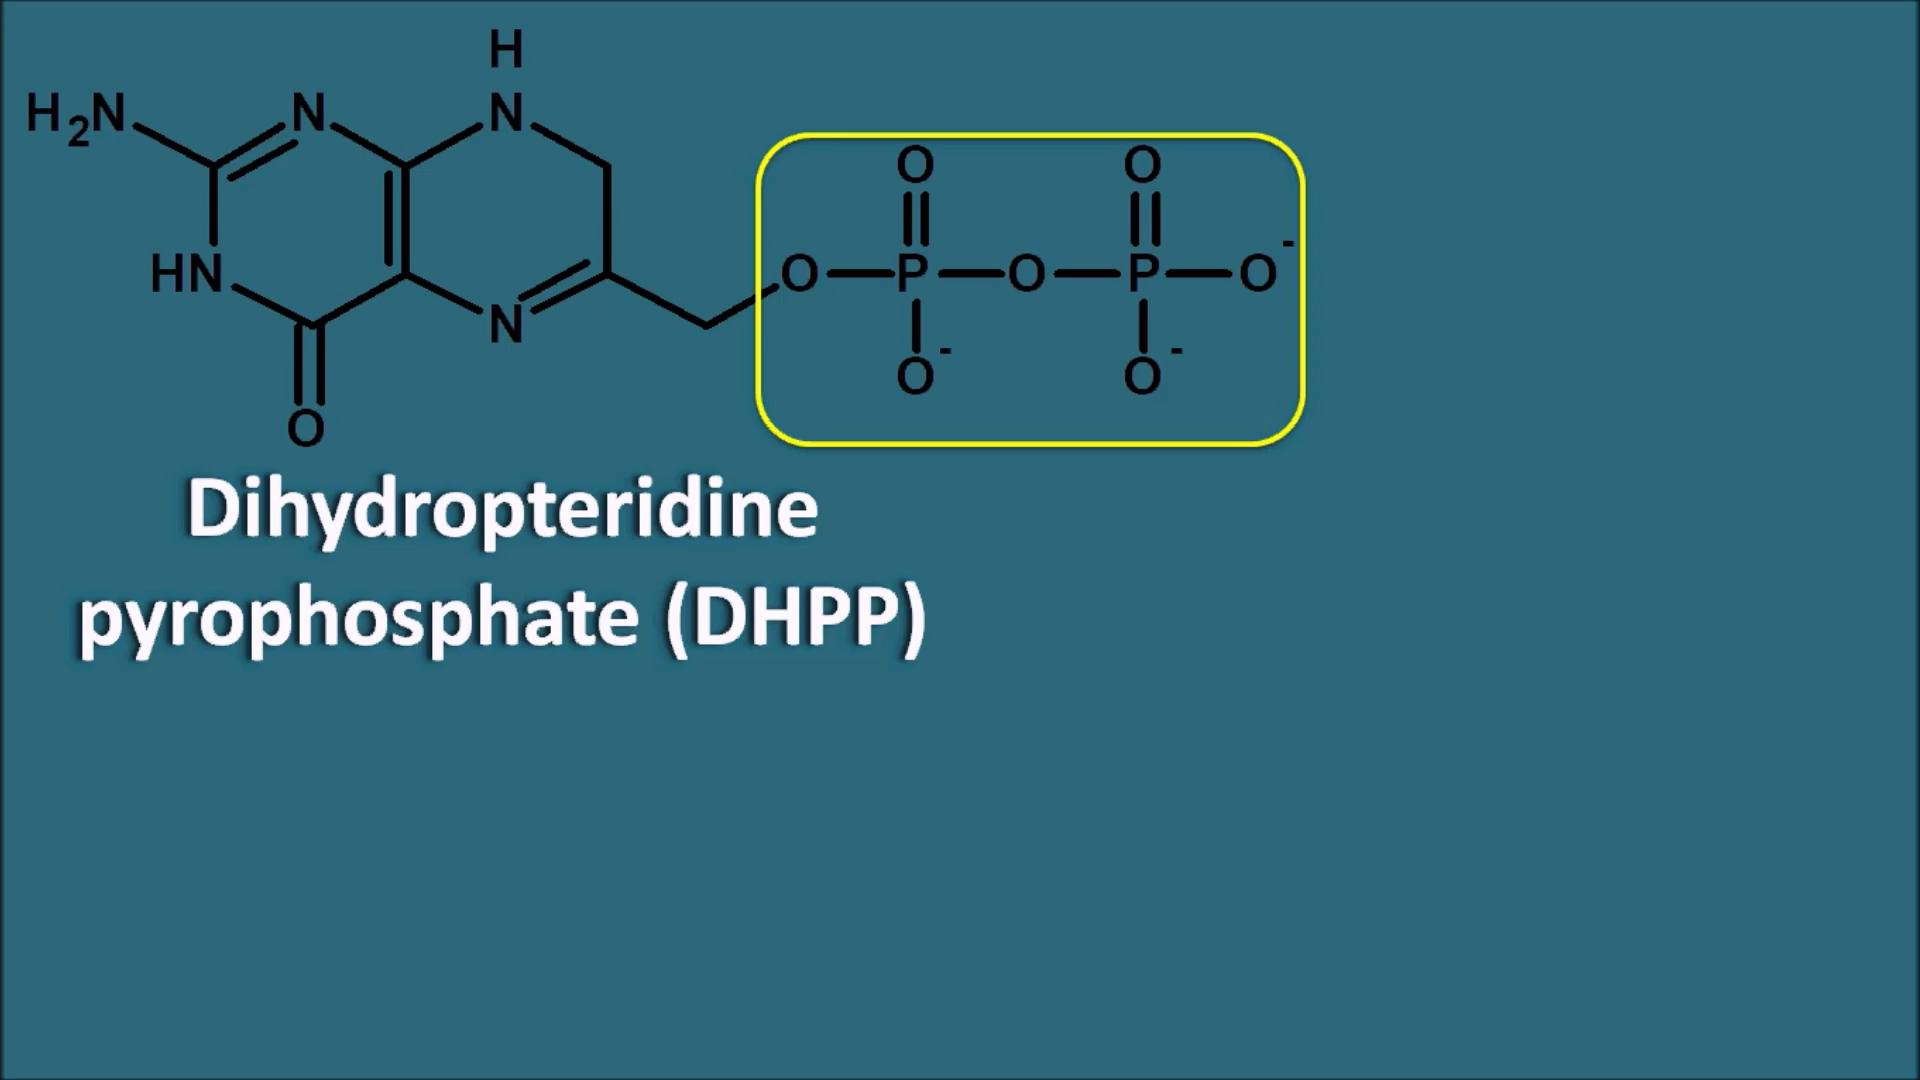 H
H2N N N
O O
HN O P O P O-
N
O- O-
O
Dihydropteridine
pyrophosphate (DHPP)